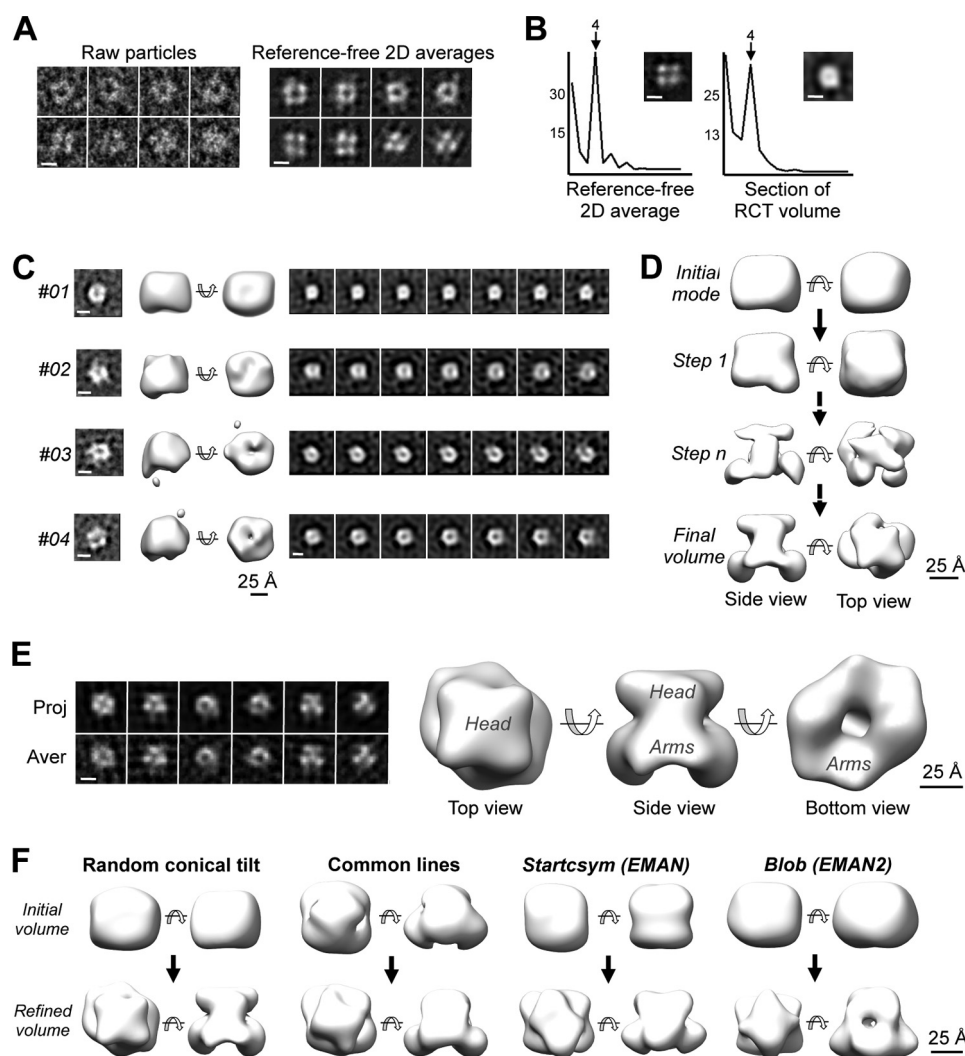 A
Raw particles
Reference-free 2D averages
B
4
30
15
Reference-free
2D average
4
25
13
Section of
RCT volume
C
#01
#02
#03
#04
25 Å
D
Initial
mode
Step 1
Step n
Final
volume
Side view
Top view
25 Å
E
Proj
Aver
Head
Top view
Head
Arms
Side view
Arms
Bottom view
25 Å
F
Random conical tilt
Common lines
Startcsym (EMAN)
Blob (EMAN2)
Initial
volume
Refined
volume
25 Å